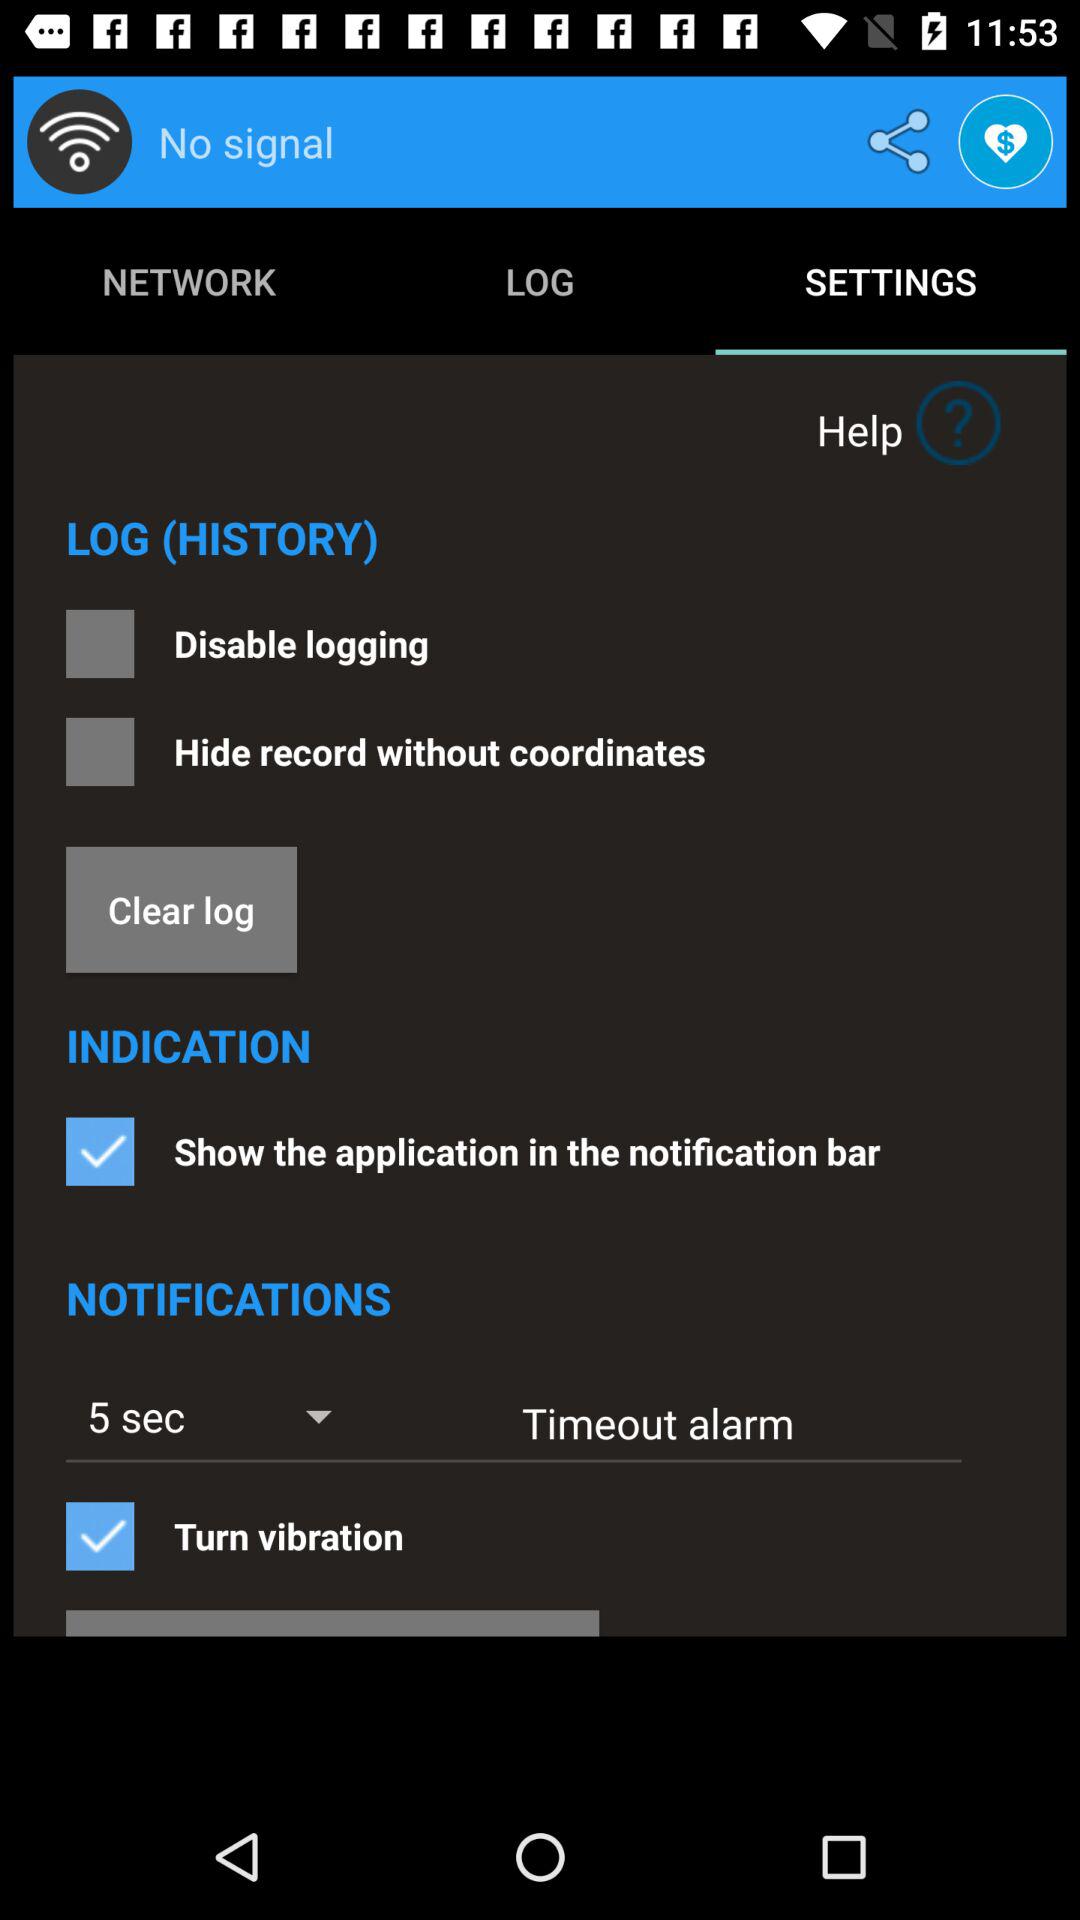 11:53
No signal
$
NETWORK LOG SETTINGS
Help ?
LOG (HISTORY)
Disable logging
Hide record without coordinates
Clear log
INDICATION
Show the application in the notification bar
NOTIFICATIONS
5 sec Timeout alarm
Turn vibration